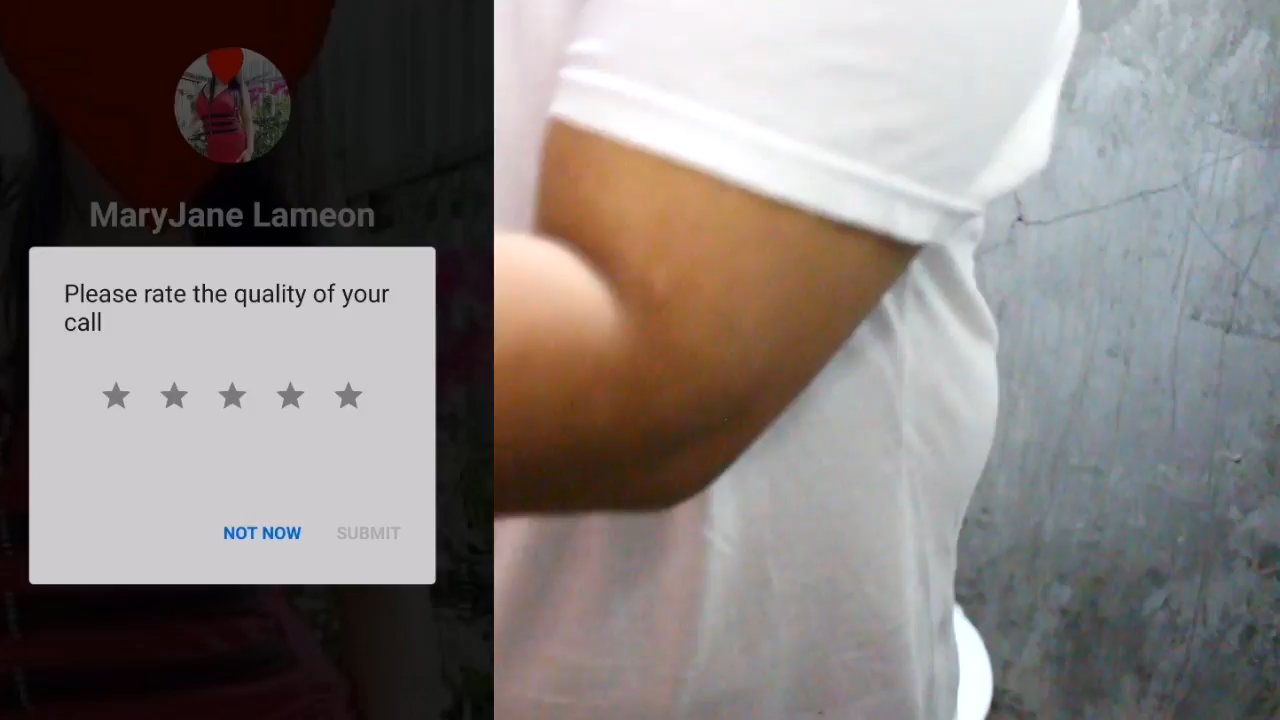 MaryJane Lameon
Please rate the quality of your
call
NOT NOW
SUBMIT